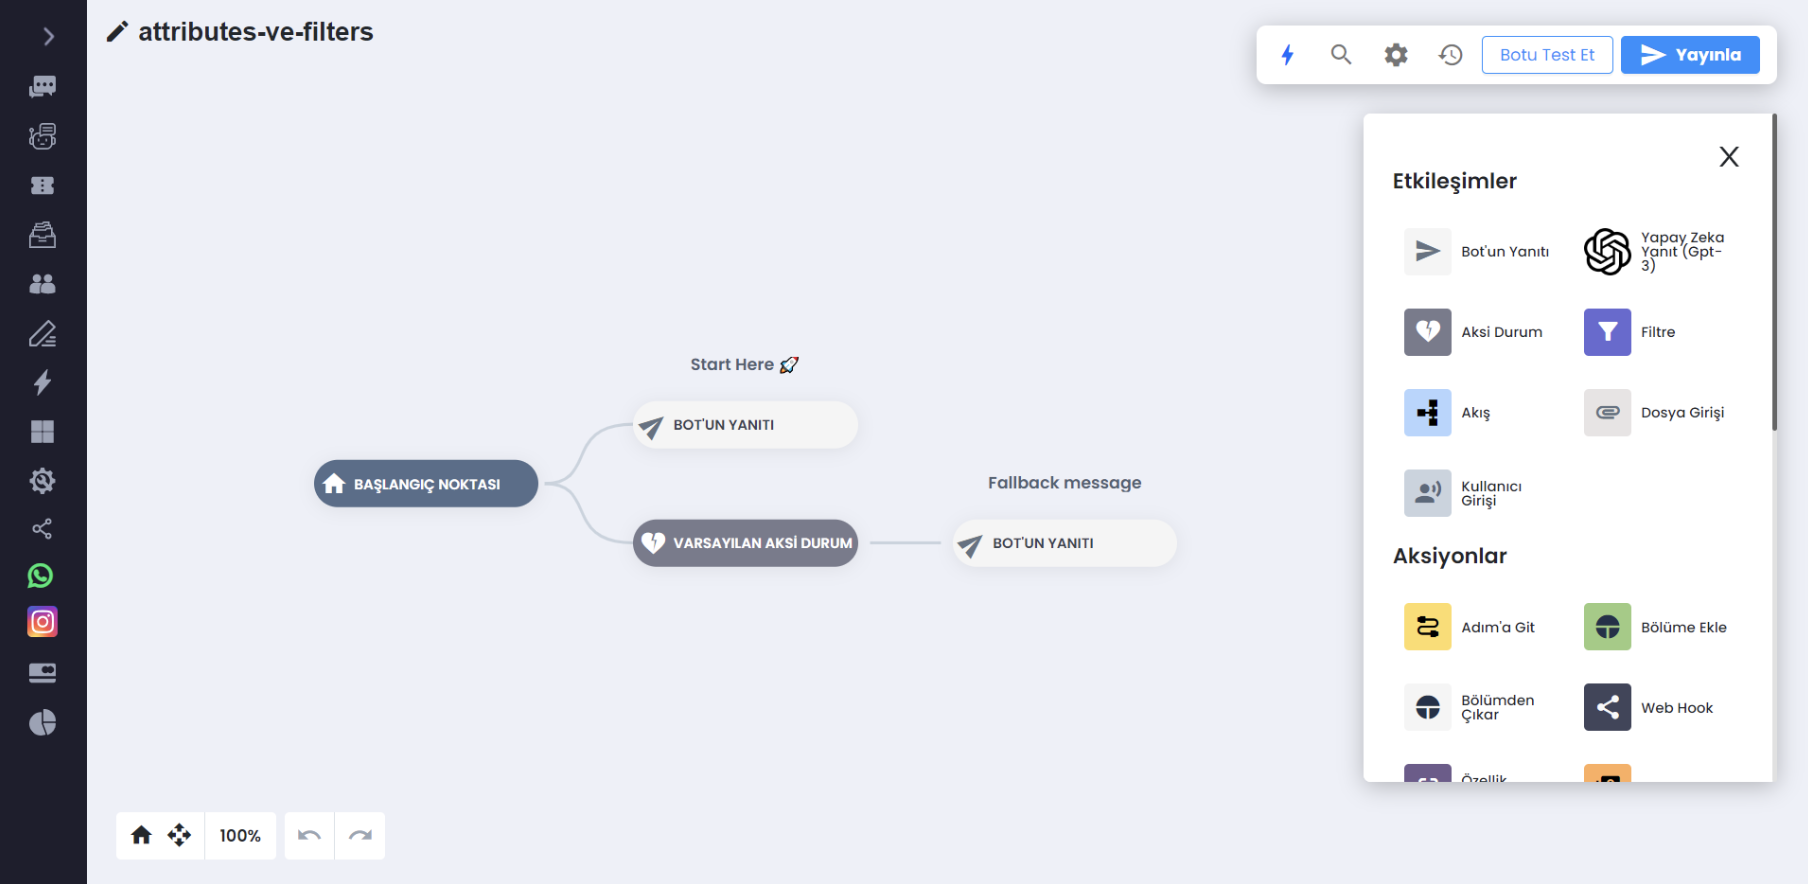 attributes-ve-filters
Botu Test Et
Yayınla
Etkileşimler
Bot'un Yanıtı
Yapay Zeka
Yanıt (Gpt-
3)
Aksi Durum
Filtre
Akış
Dosya Girişi
Kullanıcı
Girişi
Aksiyonlar
Adım'a Git
Bölüme Ekle
Bölümden
Çıkar
Web Hook
Özellik
Start Here
BOT'UN YANITI
BAŞLANGIÇ NOKTASI
Fallback message
VARSAYILAN AKSİ DURUM
BOT'UN YANITI
100%